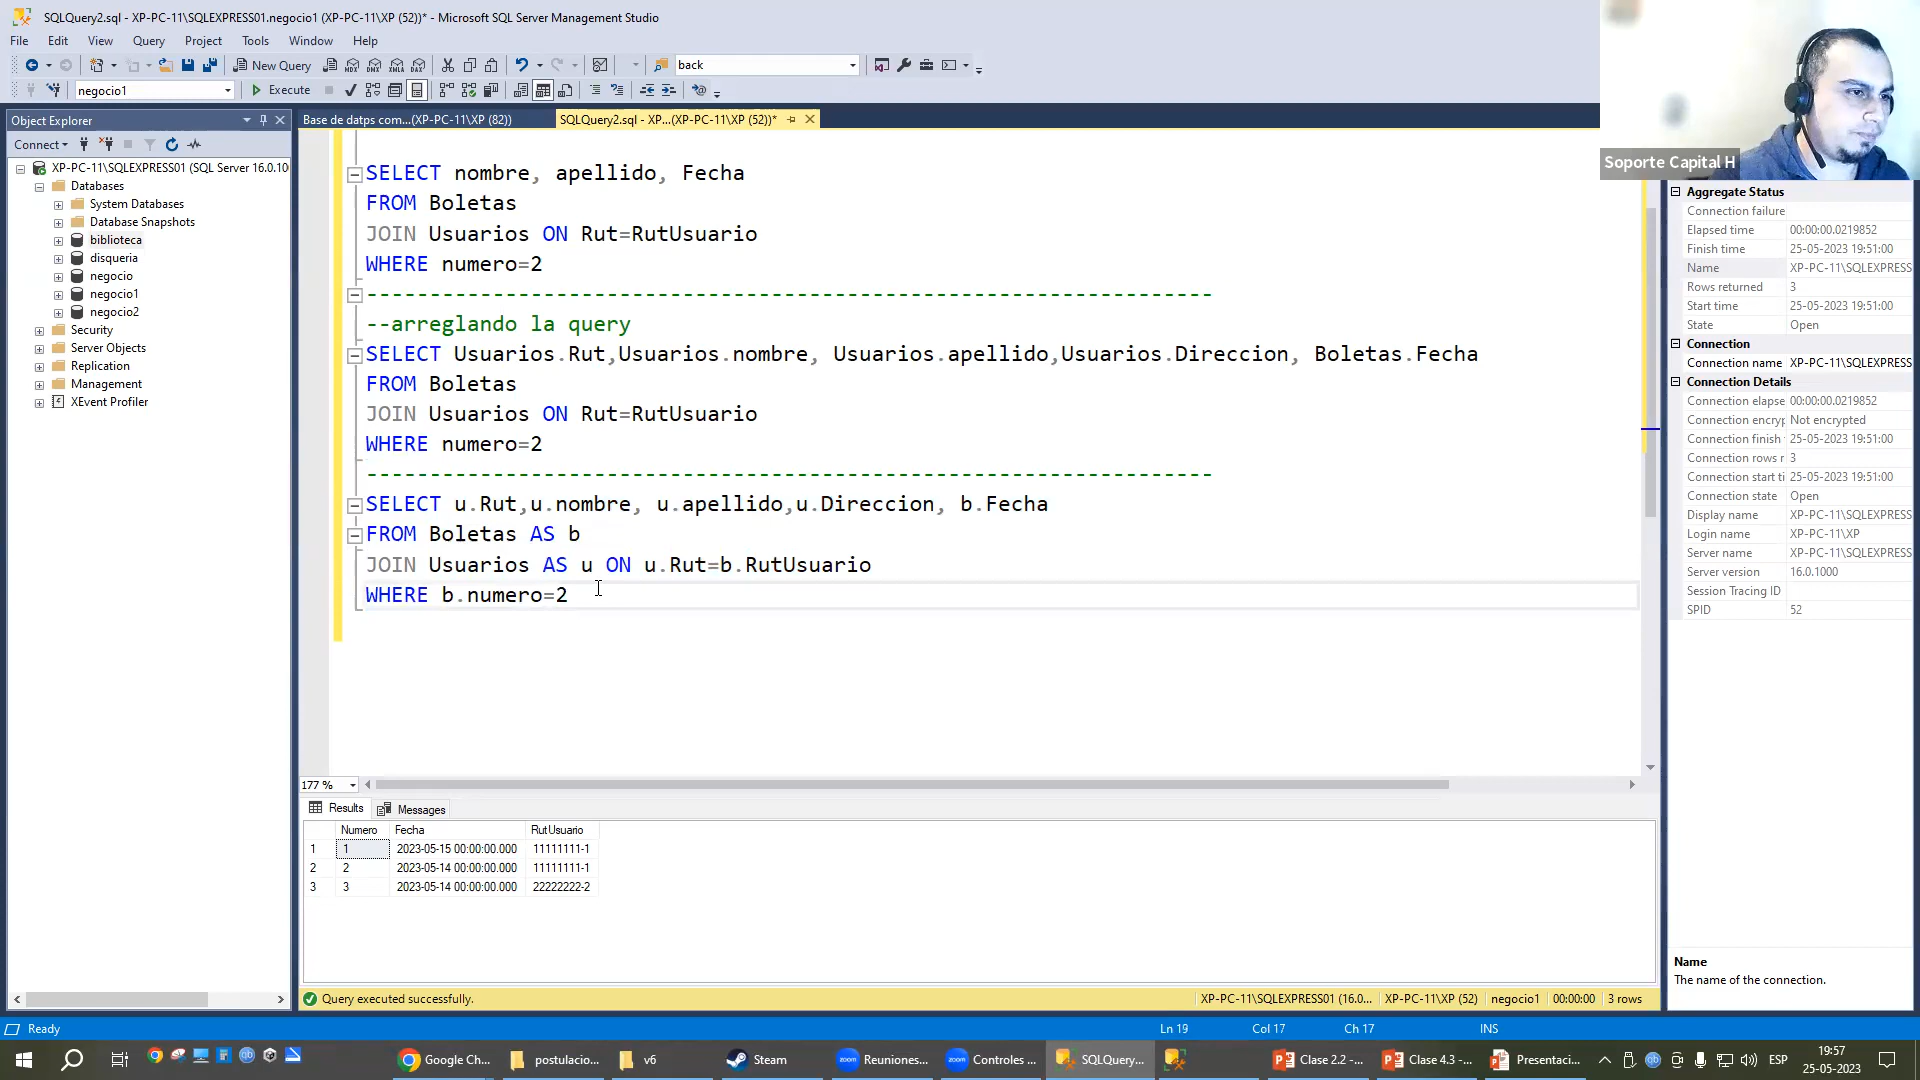 SQLQuery2.sql - XP-PC-11\SQLEXPRESS01.negocio1 (XP-PC-11\XP (52))* - Microsoft SQL Server Management Studio
File Edit View Query Project Tools Window Help
New Query
back
negocio1
Execute
Soporte Capital H
Object Explorer
Base de datps com...(XP-PC-11\XP (82))
SQLQuery2.sql - XP...(XP-PC-11\XP (52))*
Connect
XP-PC-11\SQLEXPRESS01 (SQL Server 16.0.10
Databases
System Databases
Database Snapshots
biblioteca
disqueria
negocio
negocio1
negocio2
Security
Server Objects
Replication
Management
XEvent Profiler
SELECT nombre, apellido, Fecha
FROM Boletas
JOIN Usuarios ON Rut=RutUsuario
WHERE numero=2
-------------------------------------------------------------------
--arreglando la query
SELECT Usuarios.Rut,Usuarios.nombre, Usuarios.apellido,Usuarios.Direccion, Boletas.Fecha
FROM Boletas
JOIN Usuarios ON Rut=RutUsuario
WHERE numero=2
-------------------------------------------------------------------
SELECT u.Rut,u.nombre, u.apellido,u.Direccion, b.Fecha
FROM Boletas AS b
JOIN Usuarios AS u ON u.Rut=b.RutUsuario
WHERE b.numero=2
177 %
Results Messages
Numero Fecha RutUsuario
1 1 2023-05-15 00:00:00.000 11111111-1
2 2 2023-05-14 00:00:00.000 11111111-1
3 3 2023-05-14 00:00:00.000 22222222-2
Query executed successfully.
XP-PC-11\SQLEXPRESS01 (16.0... XP-PC-11\XP (52) negocio1 00:00:00 3 rows
Aggregate Status
Connection failure
Elapsed time 00:00:00.0219852
Finish time 25-05-2023 19:51:00
Name XP-PC-11\SQLEXPRESS
Rows returned 3
Start time 25-05-2023 19:51:00
State Open
Connection
Connection name XP-PC-11\SQLEXPRESS
Connection Details
Connection elapse 00:00:00.0219852
Connection encryp Not encrypted
Connection finish 25-05-2023 19:51:00
Connection rows r 3
Connection start ti 25-05-2023 19:51:00
Connection state Open
Display name XP-PC-11\SQLEXPRESS
Login name XP-PC-11\XP
Server name XP-PC-11\SQLEXPRESS
Server version 16.0.1000
Session Tracing ID
SPID 52
Name
The name of the connection.
Ready
Ln 19 Col 17 Ch 17 INS
Google Ch... postulacio... v6 Steam Reuniones... Controles ... SQLQuery... Clase 2.2 -... Clase 4.3 -... Presentaci...
ESP
19:57
25-05-2023